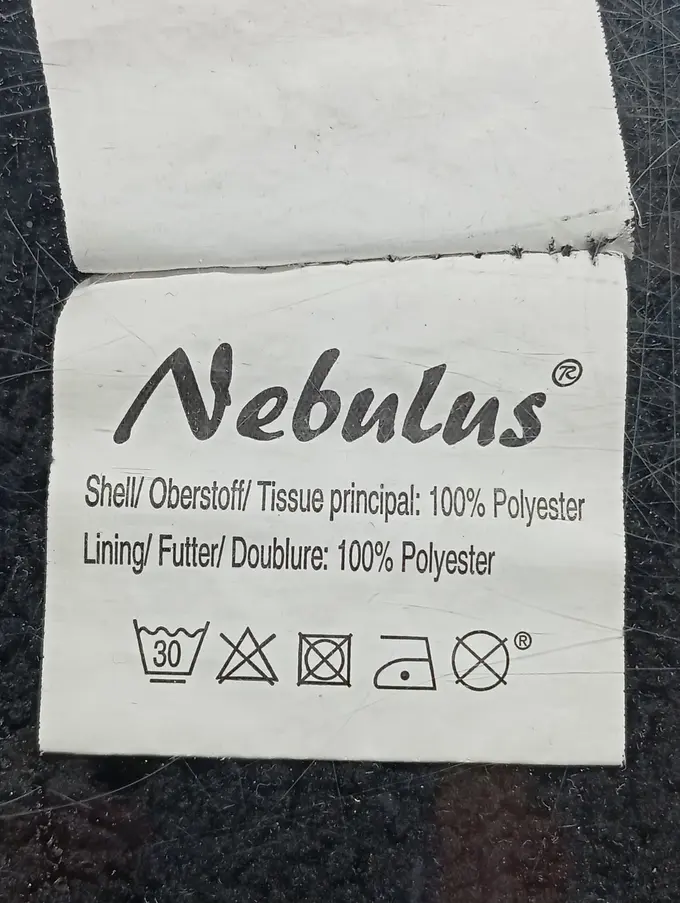 Nebulus®
Shell/ Oberstoff/ Tissue principal: 100% Polyester
Lining/ Futter/ Doublure: 100% Polyester
30 ®